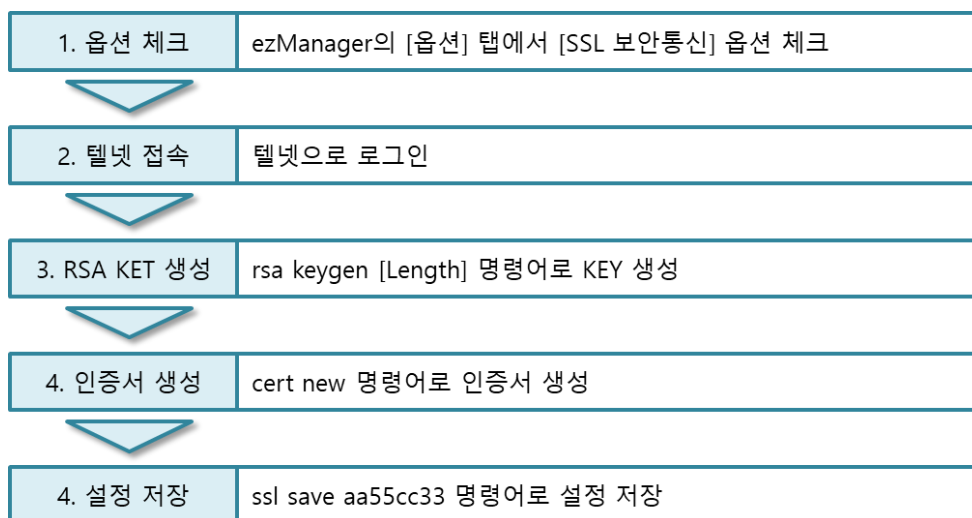 1. 옵션 체크 ezManager의 [옵션] 탭에서 [SSL 보안통신] 옵션 체크
2. 텔넷 접속 텔넷으로 로그인
3. RSA KET 생성 rsa keygen [Length] 명령어로 KEY 생성
4. 인증서 생성 cert new 명령어로 인증서 생성
4. 설정 저장 ssl save aa55cc33 명령어로 설정 저장